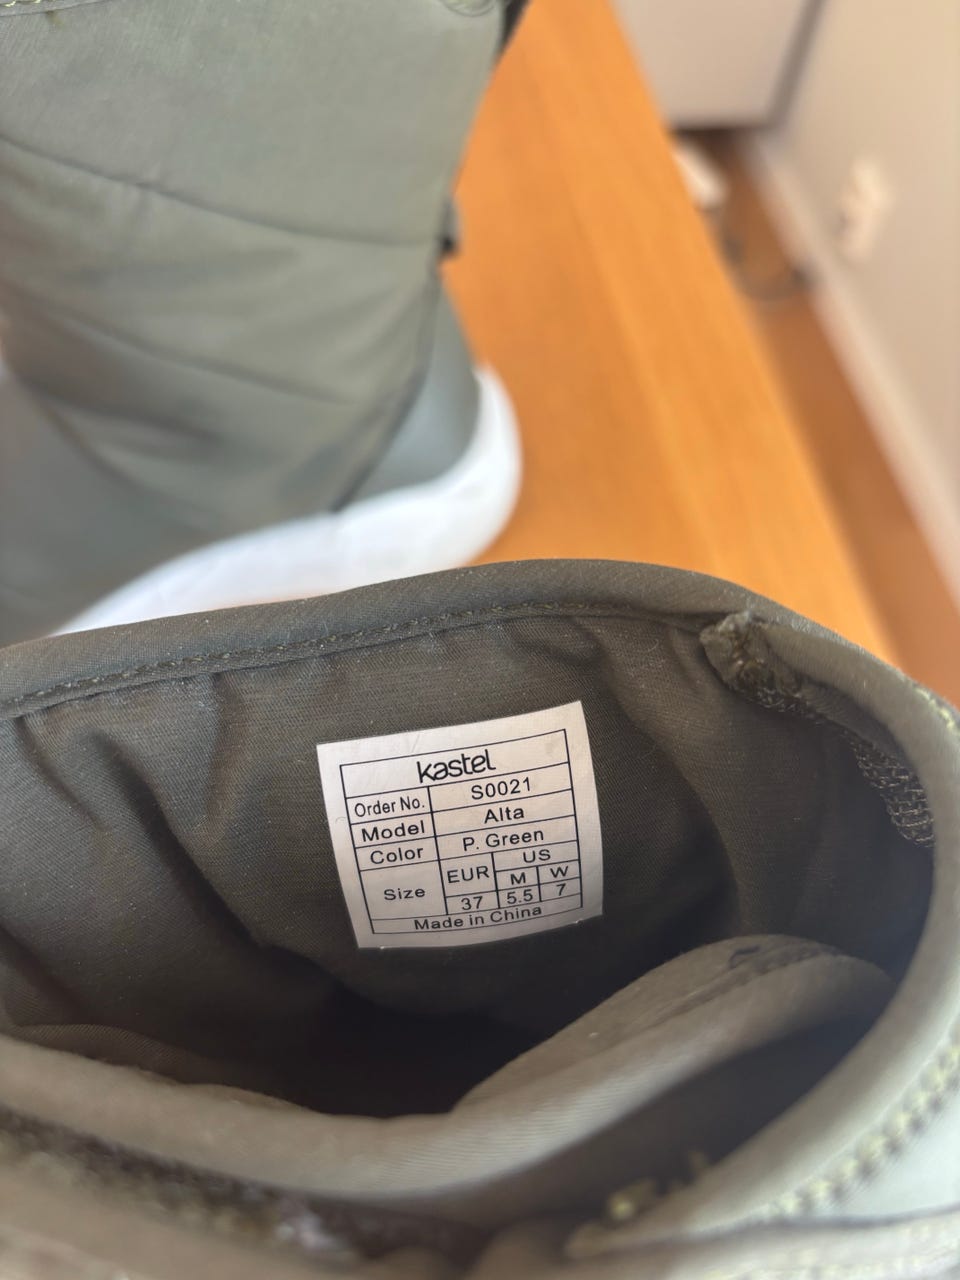 kastel
Order No. S0021
Model Alta
Color P. Green
Size EUR US
M W
37 5.5 7
Made in China